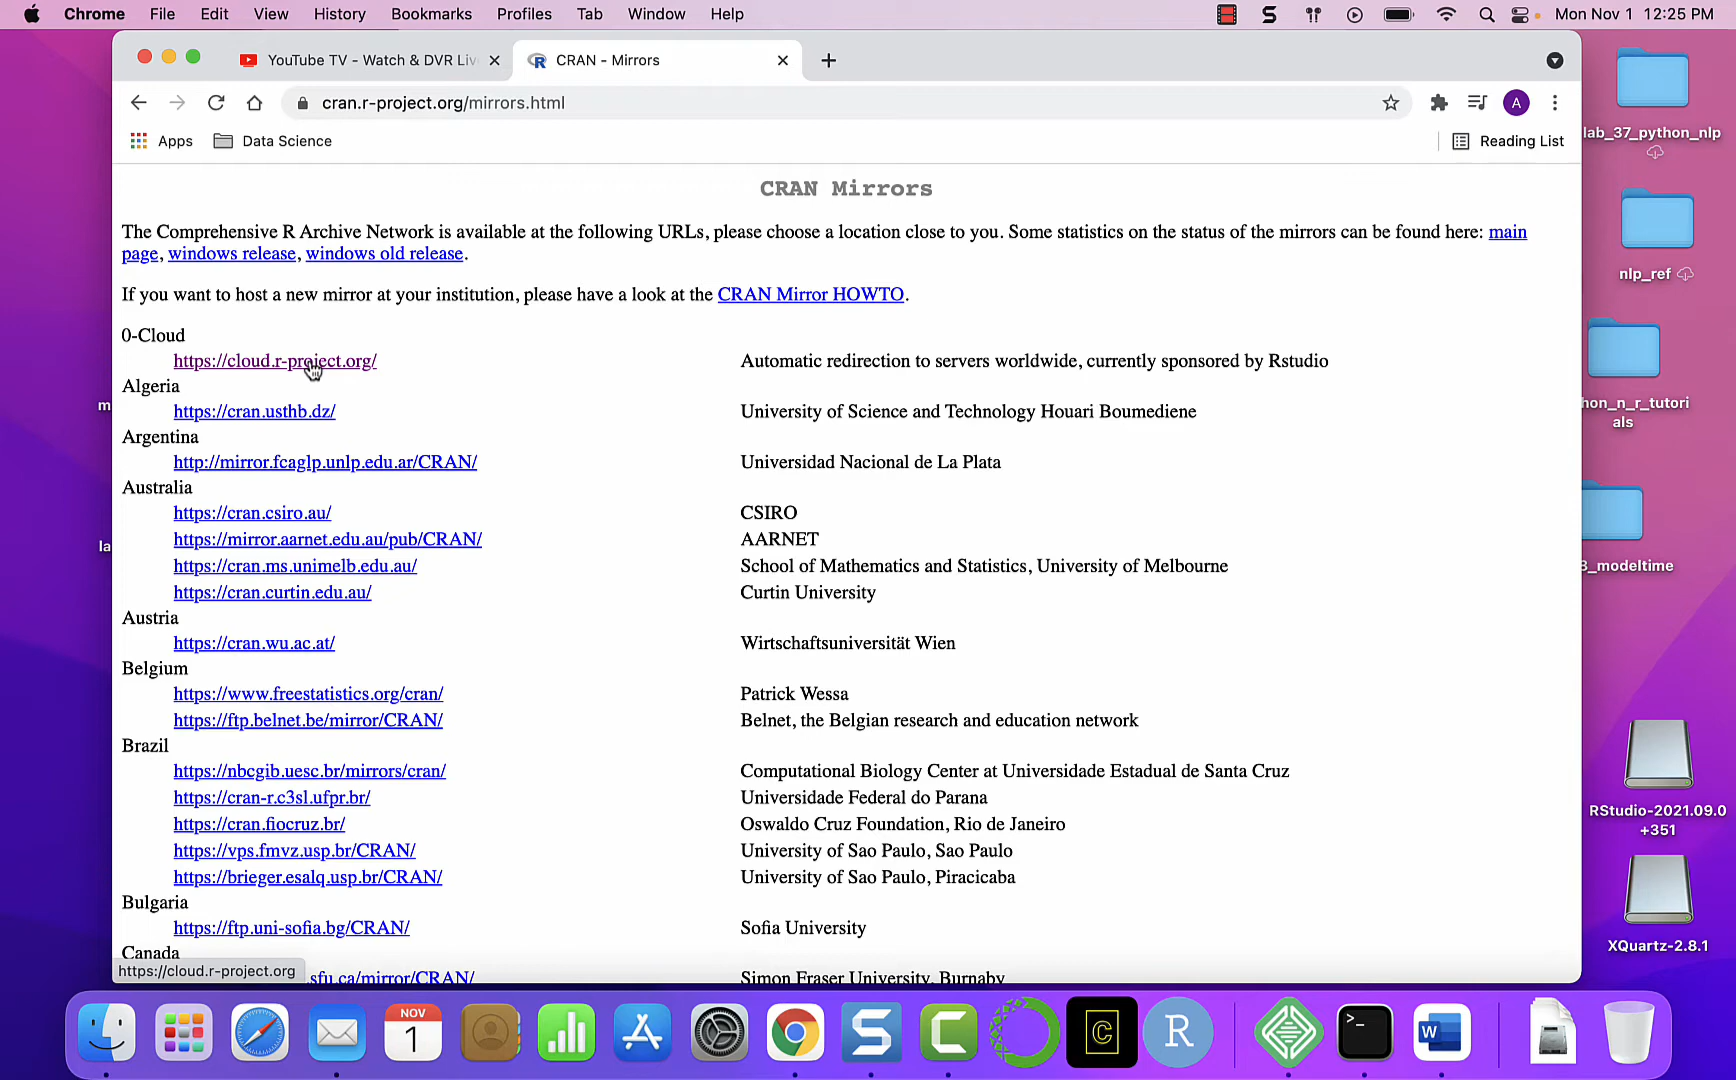 Chrome File Edit View History Bookmarks Profiles Tab Window Help Mon Nov 1 12:25 PM
YouTube TV - Watch & DVR Liv
CRAN - Mirrors
cran.r-project.org/mirrors.html
A
Apps Data Science Reading List
CRAN Mirrors
The Comprehensive R Archive Network is available at the following URLs, please choose a location close to you. Some statistics on the status of the mirrors can be found here: main
page, windows release, windows old release.
If you want to host a new mirror at your institution, please have a look at the CRAN Mirror HOWTO.
0-Cloud
https://cloud.r-project.org/ Automatic redirection to servers worldwide, currently sponsored by Rstudio
Algeria
https://cran.usthb.dz/ University of Science and Technology Houari Boumediene
Argentina
http://mirror.fcaglp.unlp.edu.ar/CRAN/ Universidad Nacional de La Plata
Australia
https://cran.csiro.au/ CSIRO
https://mirror.aarnet.edu.au/pub/CRAN/ AARNET
https://cran.ms.unimelb.edu.au/ School of Mathematics and Statistics, University of Melbourne
https://cran.curtin.edu.au/ Curtin University
Austria
https://cran.wu.ac.at/ Wirtschaftsuniversität Wien
Belgium
https://www.freestatistics.org/cran/ Patrick Wessa
https://ftp.belnet.be/mirror/CRAN/ Belnet, the Belgian research and education network
Brazil
https://nbcgib.uesc.br/mirrors/cran/ Computational Biology Center at Universidade Estadual de Santa Cruz
https://cran-r.c3sl.ufpr.br/ Universidade Federal do Parana
https://cran.fiocruz.br/ Oswaldo Cruz Foundation, Rio de Janeiro
https://vps.fmvz.usp.br/CRAN/ University of Sao Paulo, Sao Paulo
https://brieger.esalq.usp.br/CRAN/ University of Sao Paulo, Piracicaba
Bulgaria
https://ftp.uni-sofia.bg/CRAN/ Sofia University
Canada
.sfu.ca/mirror/CRAN/ Simon Fraser University, Burnaby
https://cloud.r-project.org
lab_37_python_nlp
nlp_ref
hon_n_r_tutori
als
3_modeltime
RStudio-2021.09.0
+351
XQuartz-2.8.1
m
la
NOV
1
S
C
C
R
>_
W